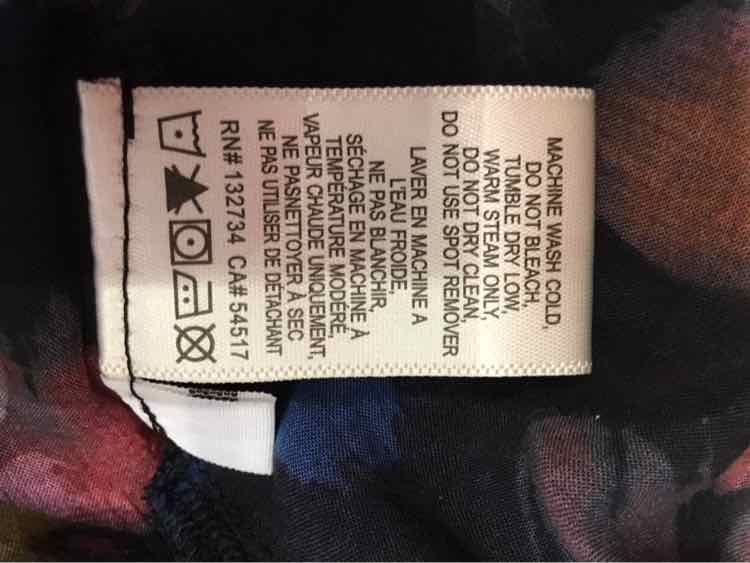 MACHINE WASH COLD,
DO NOT BLEACH,
TUMBLE DRY LOW,
WARM STEAM ONLY,
DO NOT DRY CLEAN,
DO NOT USE SPOT REMOVER
LAVER EN MACHINE A
L'EAU FROIDE,
NE PAS BLANCHIR,
SÉCHAGE EN MACHINE À
TEMPÉRATURE MODÉRÉ,
VAPEUR CHAUDE UNIQUEMENT,
NE PASNETTOYER À SEC
NE PAS UTILISER DE DÉTACHANT
RN# 132734 CA# 54517